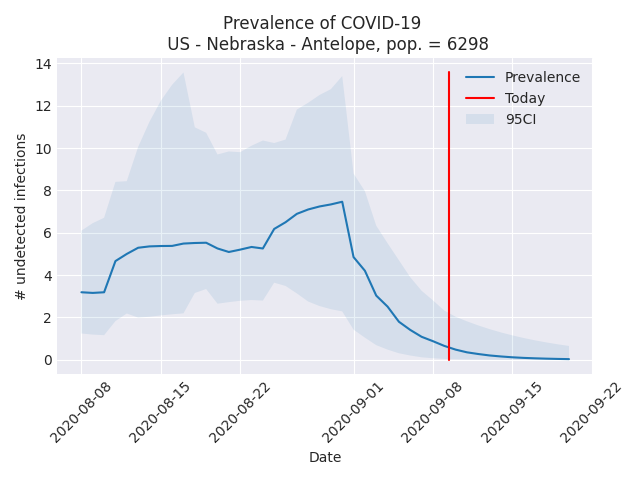 Prevalence of COVID-19
US - Nebraska - Antelope, pop. = 6298
14
12
10
8
6
4
2
0
# undetected infections
Prevalence
Today
95CI
2020-08-08
2020-08-15
2020-08-22
2020-09-01
2020-09-08
2020-09-15
2020-09-22
Date